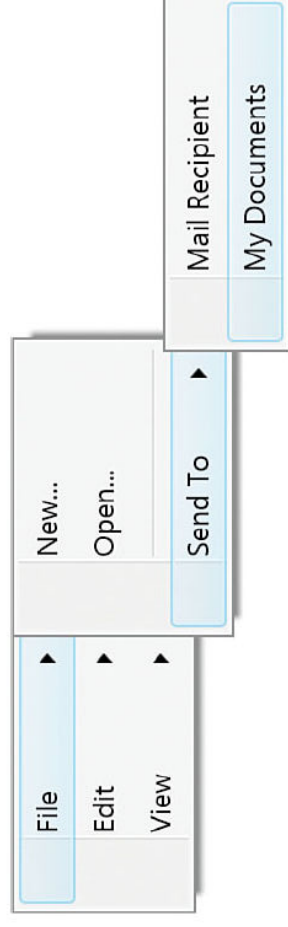 File
Edit
View
New...
Open...
Send To
Mail Recipient
My Documents